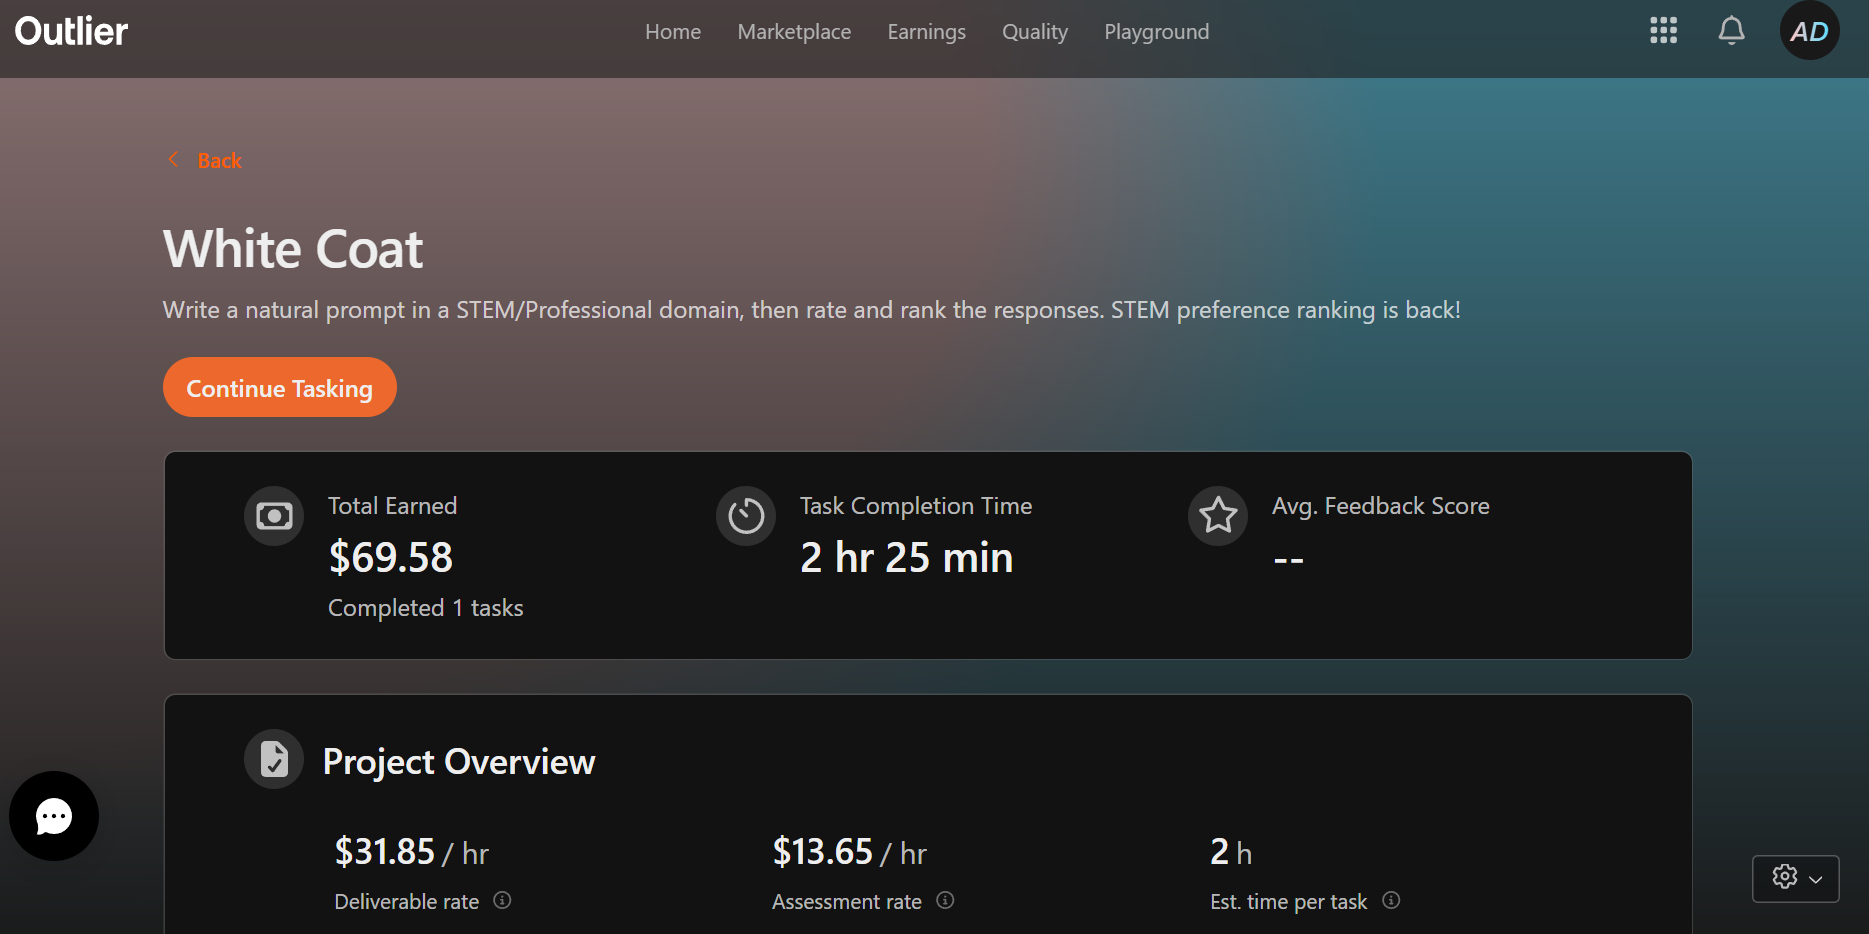 Outlier
Home Marketplace Earnings Quality Playground
AD
Back
White Coat
Write a natural prompt in a STEM/Professional domain, then rate and rank the responses. STEM preference ranking is back!
Continue Tasking
Total Earned
$69.58
Completed 1 tasks
Task Completion Time
2 hr 25 min
Avg. Feedback Score
--
Project Overview
$31.85 / hr
Deliverable rate
$13.65 / hr
Assessment rate
2 h
Est. time per task